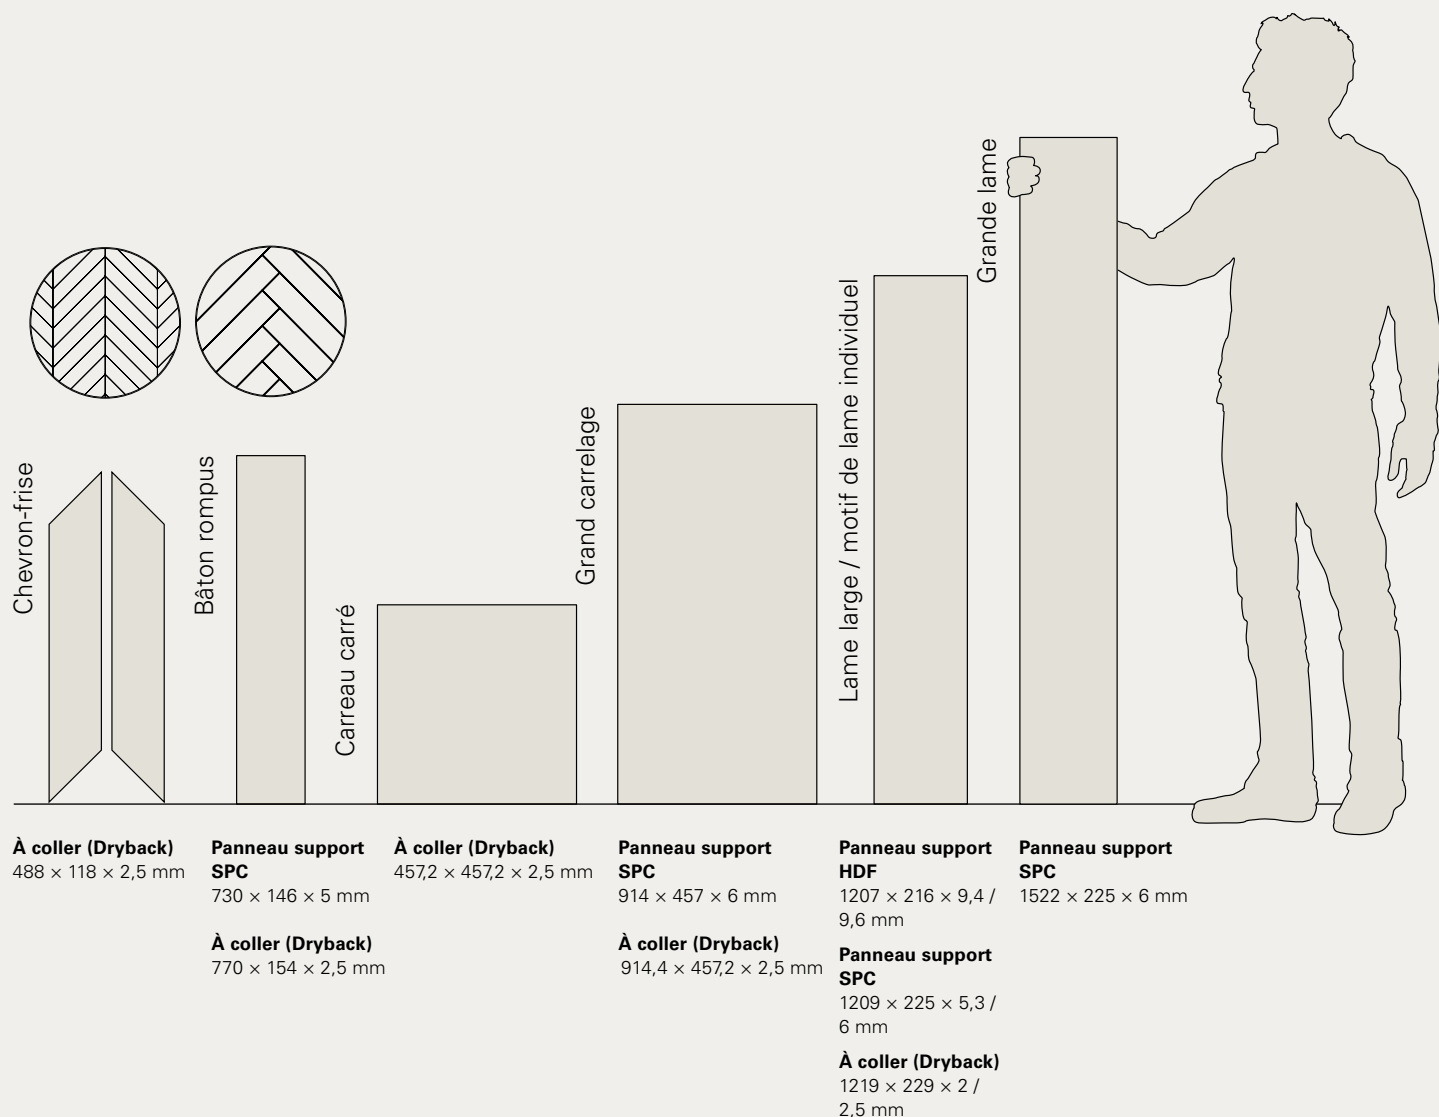 Chevron-frise
Bâton rompus
Carreau carré
Grand carrelage
Lame large / motif de lame individuel
Grande lame
À coller (Dryback)
488 × 118 × 2,5 mm
Panneau support
SPC
730 × 146 × 5 mm
À coller (Dryback)
770 × 154 × 2,5 mm
À coller (Dryback)
457,2 × 457,2 × 2,5 mm
Panneau support
SPC
914 × 457 × 6 mm
À coller (Dryback)
914,4 × 457,2 × 2,5 mm
Panneau support
HDF
1207 × 216 × 9,4 /
9,6 mm
Panneau support
SPC
1209 × 225 × 5,3 /
6 mm
À coller (Dryback)
1219 × 229 × 2 /
2,5 mm
Panneau support
SPC
1522 × 225 × 6 mm